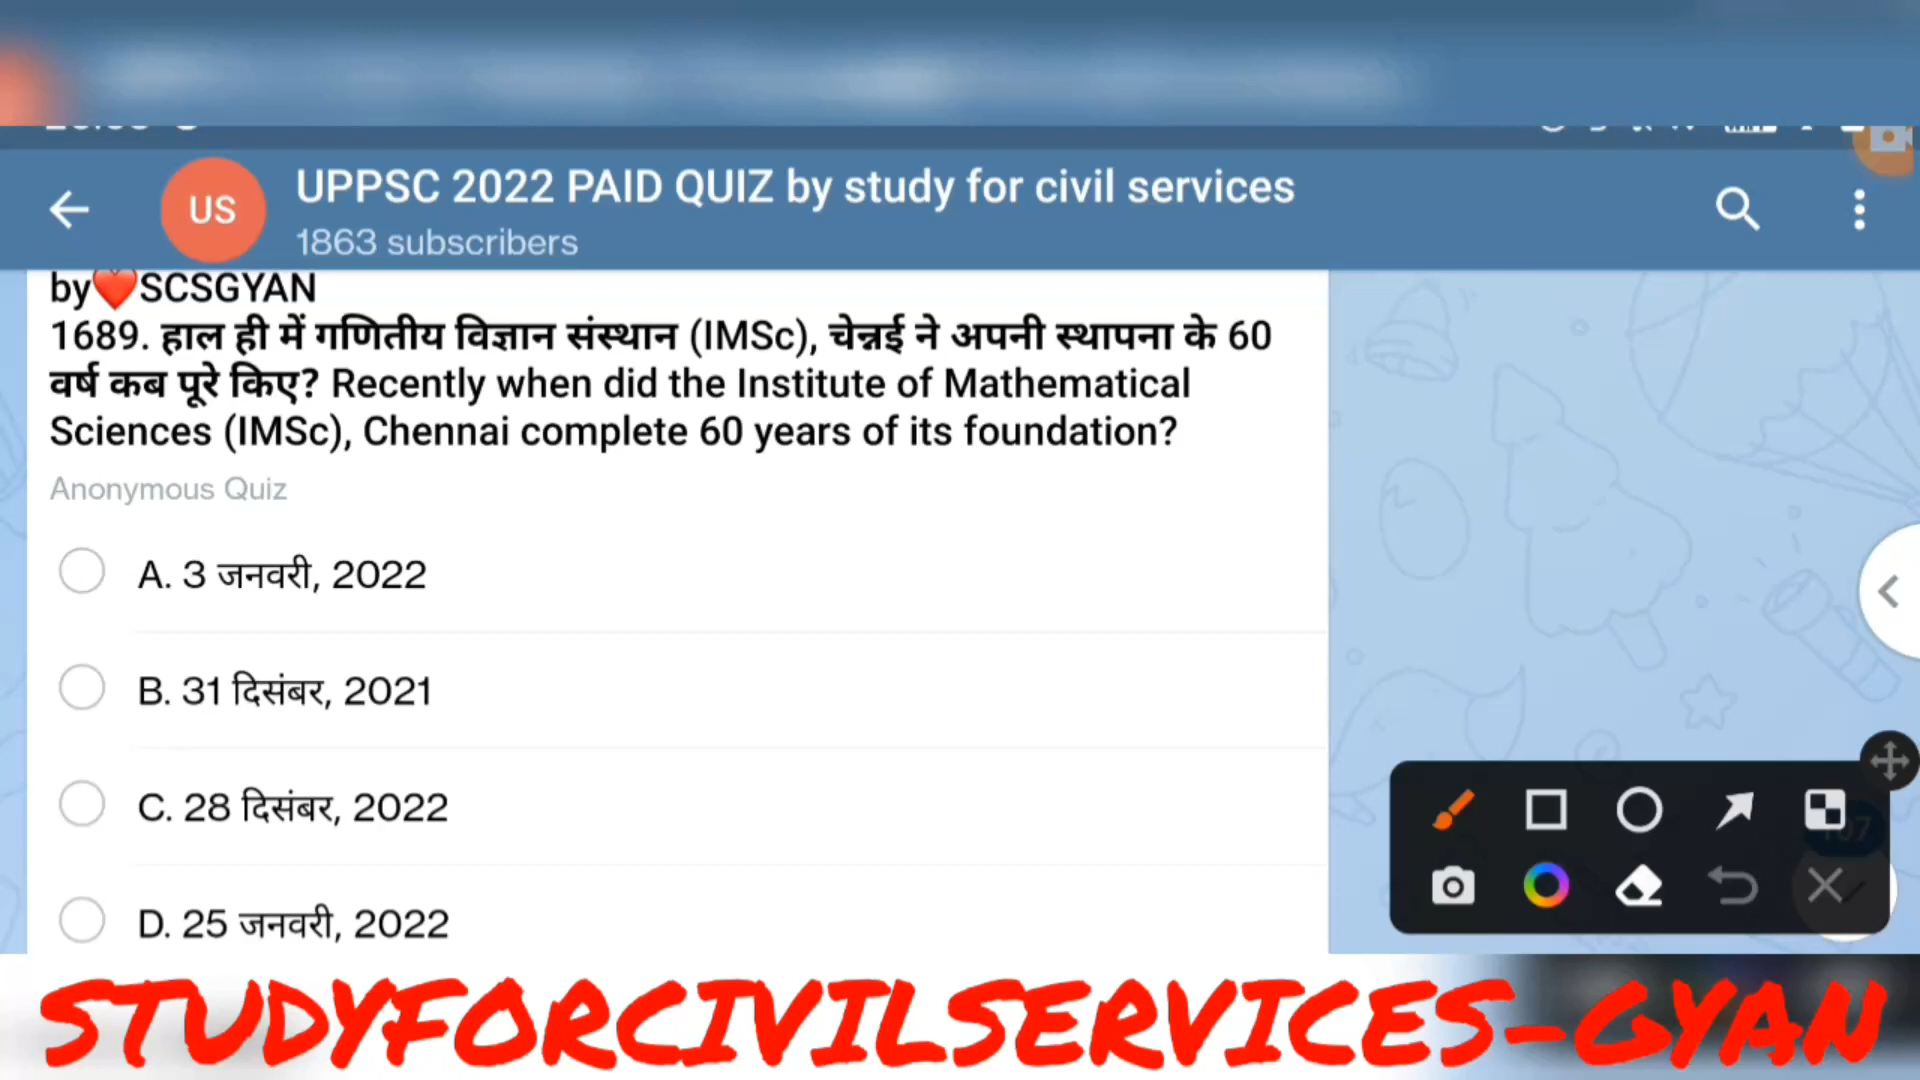 UPPSC 2022 PAID QUIZ by study for civil services
US
1863 subscribers
by❤️SCSGYAN
1689. हाल ही में गणितीय विज्ञान संस्थान (IMSc), चेन्नई ने अपनी स्थापना के 60
वर्ष कब पूरे किए? Recently when did the Institute of Mathematical
Sciences (IMSc), Chennai complete 60 years of its foundation?
Anonymous Quiz
A. 3 जनवरी, 2022
B. 31 दिसंबर, 2021
C. 28 दिसंबर, 2022
D. 25 जनवरी, 2022
STUDYFORCIVILSERVICES-GYAN